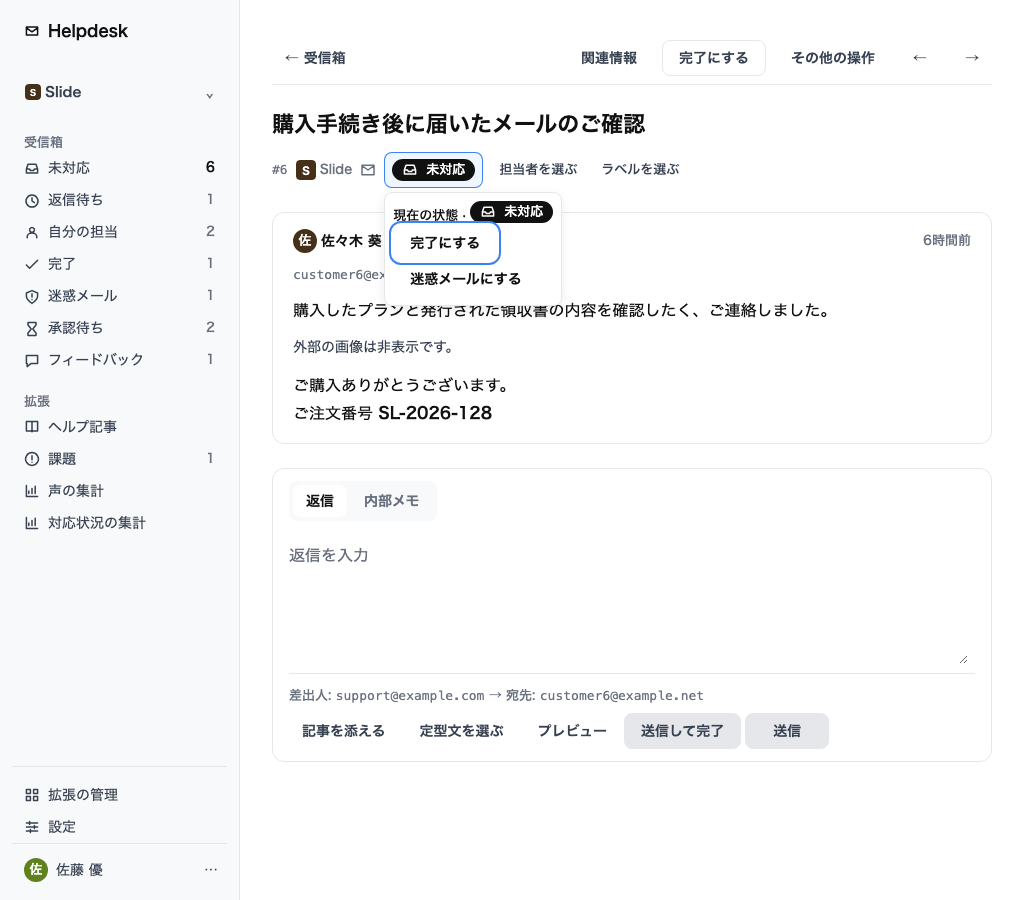 Helpdesk
S Slide
受信箱
未対応 6
返信待ち 1
自分の担当 2
完了 1
迷惑メール 1
承認待ち 2
フィードバック 1
拡張
ヘルプ記事
課題 1
声の集計
対応状況の集計
拡張の管理
設定
佐 佐藤 優 …
← 受信箱 関連情報 完了にする その他の操作 ← →
購入手続き後に届いたメールのご確認
#6 S Slide 未対応 担当者を選ぶ ラベルを選ぶ
現在の状態 · 未対応
完了にする
迷惑メールにする
佐 佐々木 葵 6時間前
customer6@ex
購入したプランと発行された領収書の内容を確認したく、ご連絡しました。
外部の画像は非表示です。
ご購入ありがとうございます。
ご注文番号 SL-2026-128
返信 内部メモ
返信を入力
差出人: support@example.com → 宛先: customer6@example.net
記事を添える 定型文を選ぶ プレビュー 送信して完了 送信